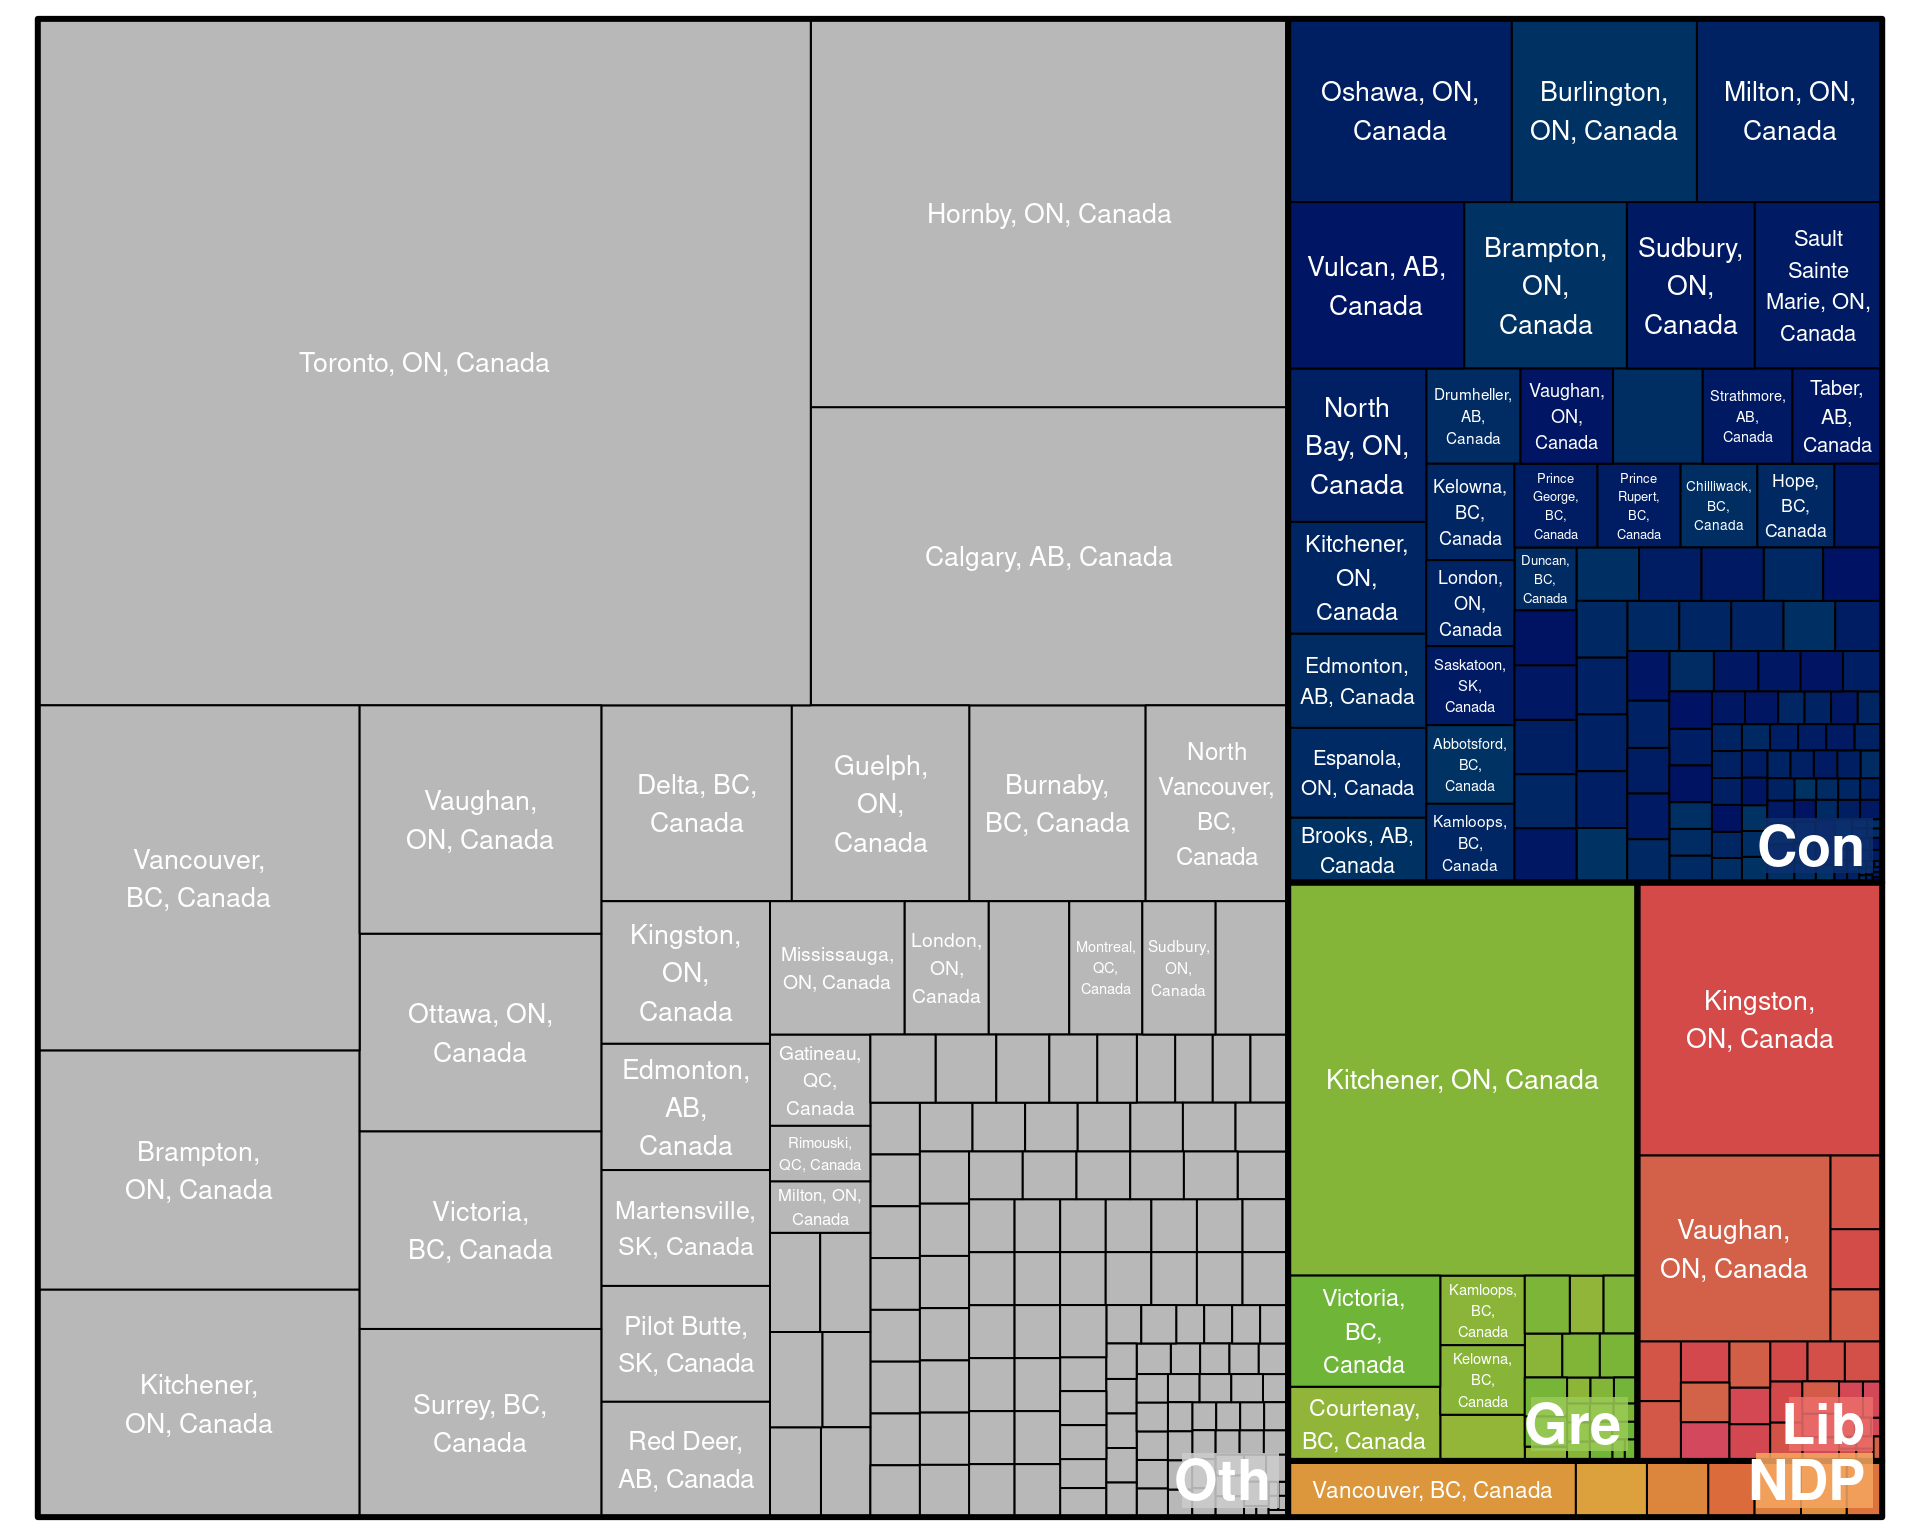 Toronto, ON, Canada
Hornby, ON, Canada
Calgary, AB, Canada
Vancouver,
BC, Canada
Brampton,
ON, Canada
Kitchener,
ON, Canada
Vaughan,
ON, Canada
Ottawa, ON,
Canada
Victoria,
BC, Canada
Surrey, BC,
Canada
Delta, BC,
Canada
Guelph,
ON,
Canada
Burnaby,
BC, Canada
North
Vancouver,
BC,
Canada
Kingston,
ON,
Canada
Edmonton,
AB,
Canada
Martensville,
SK, Canada
Pilot Butte,
SK, Canada
Red Deer,
AB, Canada
Mississauga,
ON, Canada
London,
ON,
Canada
Montreal,
QC,
Canada
Sudbury,
ON,
Canada
Gatineau,
QC,
Canada
Rimouski,
QC, Canada
Milton, ON,
Canada
Oth
Oshawa, ON,
Canada
Burlington,
ON, Canada
Milton, ON,
Canada
Vulcan, AB,
Canada
Brampton,
ON,
Canada
Sudbury,
ON,
Canada
Sault
Sainte
Marie, ON,
Canada
North
Bay, ON,
Canada
Kitchener,
ON,
Canada
Edmonton,
AB, Canada
Espanola,
ON, Canada
Brooks, AB,
Canada
Drumheller,
AB,
Canada
Vaughan,
ON,
Canada
Strathmore,
AB,
Canada
Taber,
AB,
Canada
Kelowna,
BC,
Canada
London,
ON,
Canada
Saskatoon,
SK,
Canada
Abbotsford,
BC,
Canada
Kamloops,
BC,
Canada
Prince
George,
BC,
Canada
Prince
Rupert,
BC,
Canada
Chilliwack,
BC,
Canada
Hope,
BC,
Canada
Duncan,
BC,
Canada
Con
Kitchener, ON, Canada
Victoria,
BC,
Canada
Courtenay,
BC, Canada
Kamloops,
BC,
Canada
Kelowna,
BC,
Canada
Gre
Kingston,
ON, Canada
Vaughan,
ON, Canada
Lib
Vancouver, BC, Canada
NDP